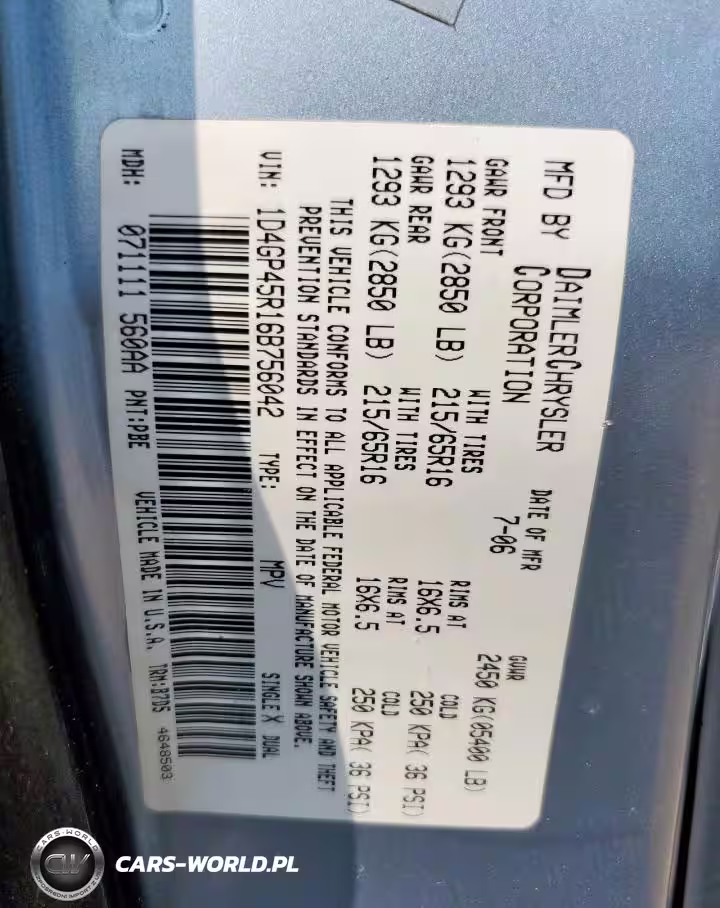 MFD BY DAIMLERCHRYSLER CORPORATION
DATE OF MFR 7-06
GVWR 2450 KG(05400 LB)
GAWR FRONT WITH TIRES RIMS AT COLD
1293 KG(2850 LB) 215/65R16 16X6.5 250 KPA( 36 PSI)
GAWR REAR WITH TIRES RIMS AT COLD
1293 KG(2850 LB) 215/65R16 16X6.5 250 KPA( 36 PSI)
THIS VEHICLE CONFORMS TO ALL APPLICABLE FEDERAL MOTOR VEHICLE SAFETY AND THEFT
PREVENTION STANDARDS IN EFFECT ON THE DATE OF MANUFACTURE SHOWN ABOVE.
VIN: 1D4GP45R16B756042 TYPE: MPV SINGLE X DUAL
MDH: 071111 560AA PNT:PBE VEHICLE MADE IN U.S.A. TRM:B7D5 4648503
CARS-WORLD
CW
CARS-WORLD.PL